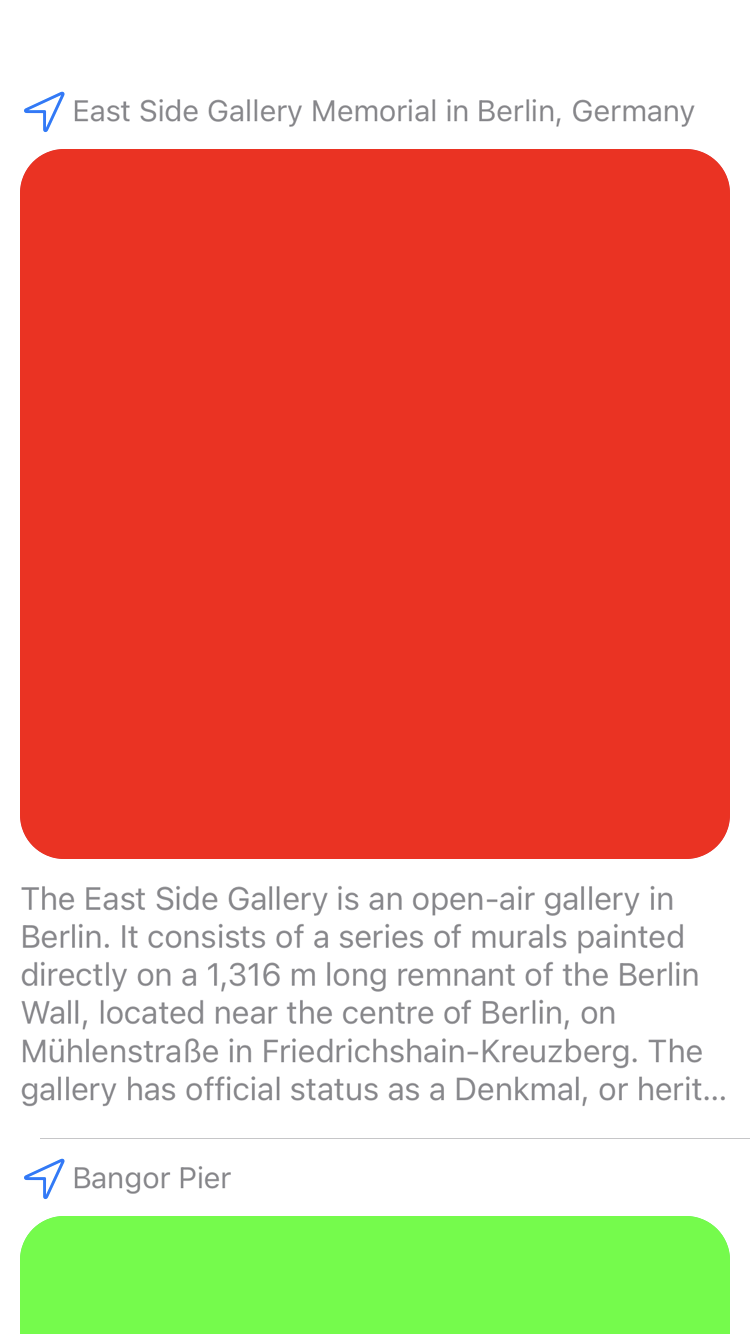 East Side Gallery Memorial in Berlin, Germany
The East Side Gallery is an open-air gallery in
Berlin. It consists of a series of murals painted
directly on a 1,316 m long remnant of the Berlin
Wall, located near the centre of Berlin, on
Mühlenstraße in Friedrichshain-Kreuzberg. The
gallery has official status as a Denkmal, or herit...
Bangor Pier